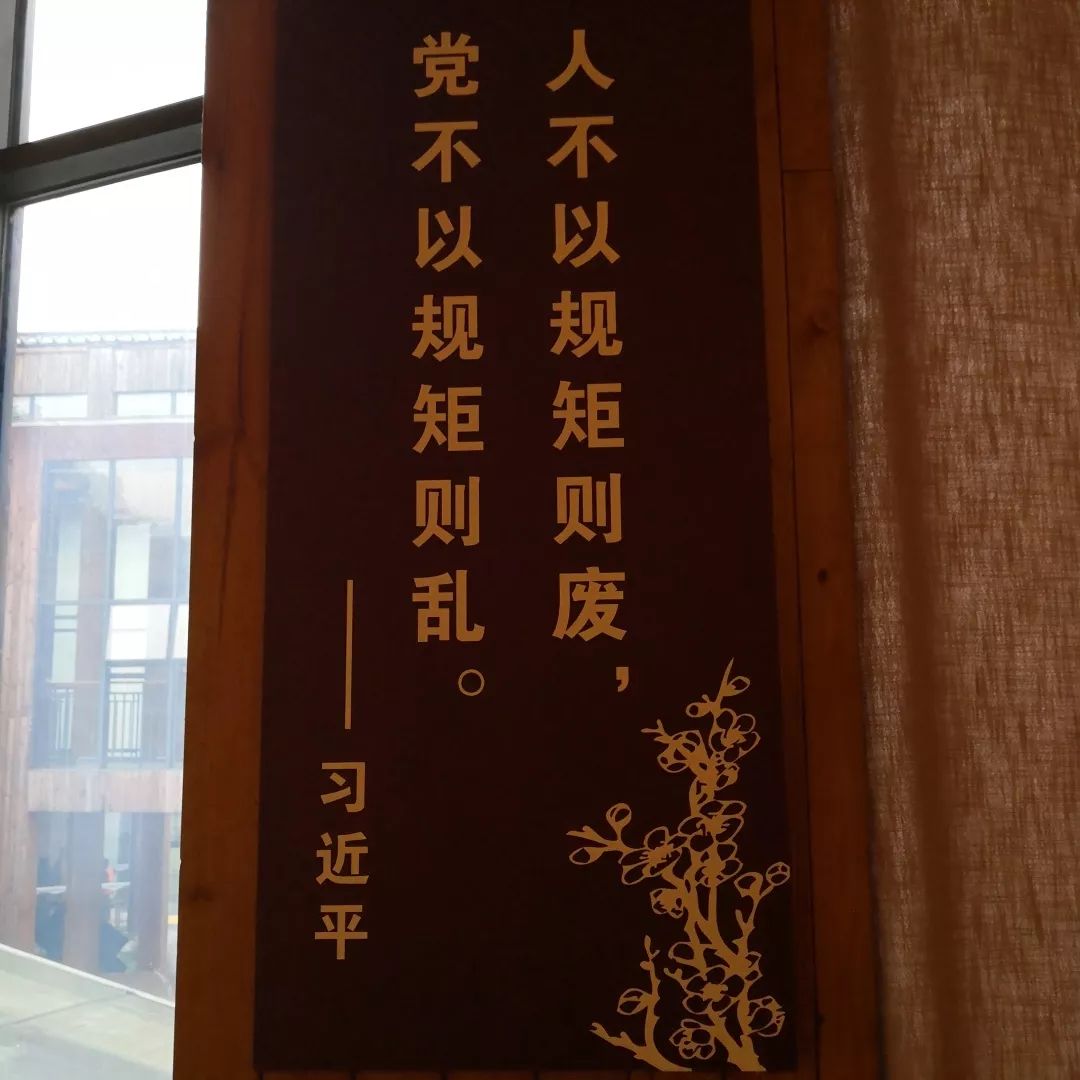 人不以规矩则废，
党不以规矩则乱。
——习近平